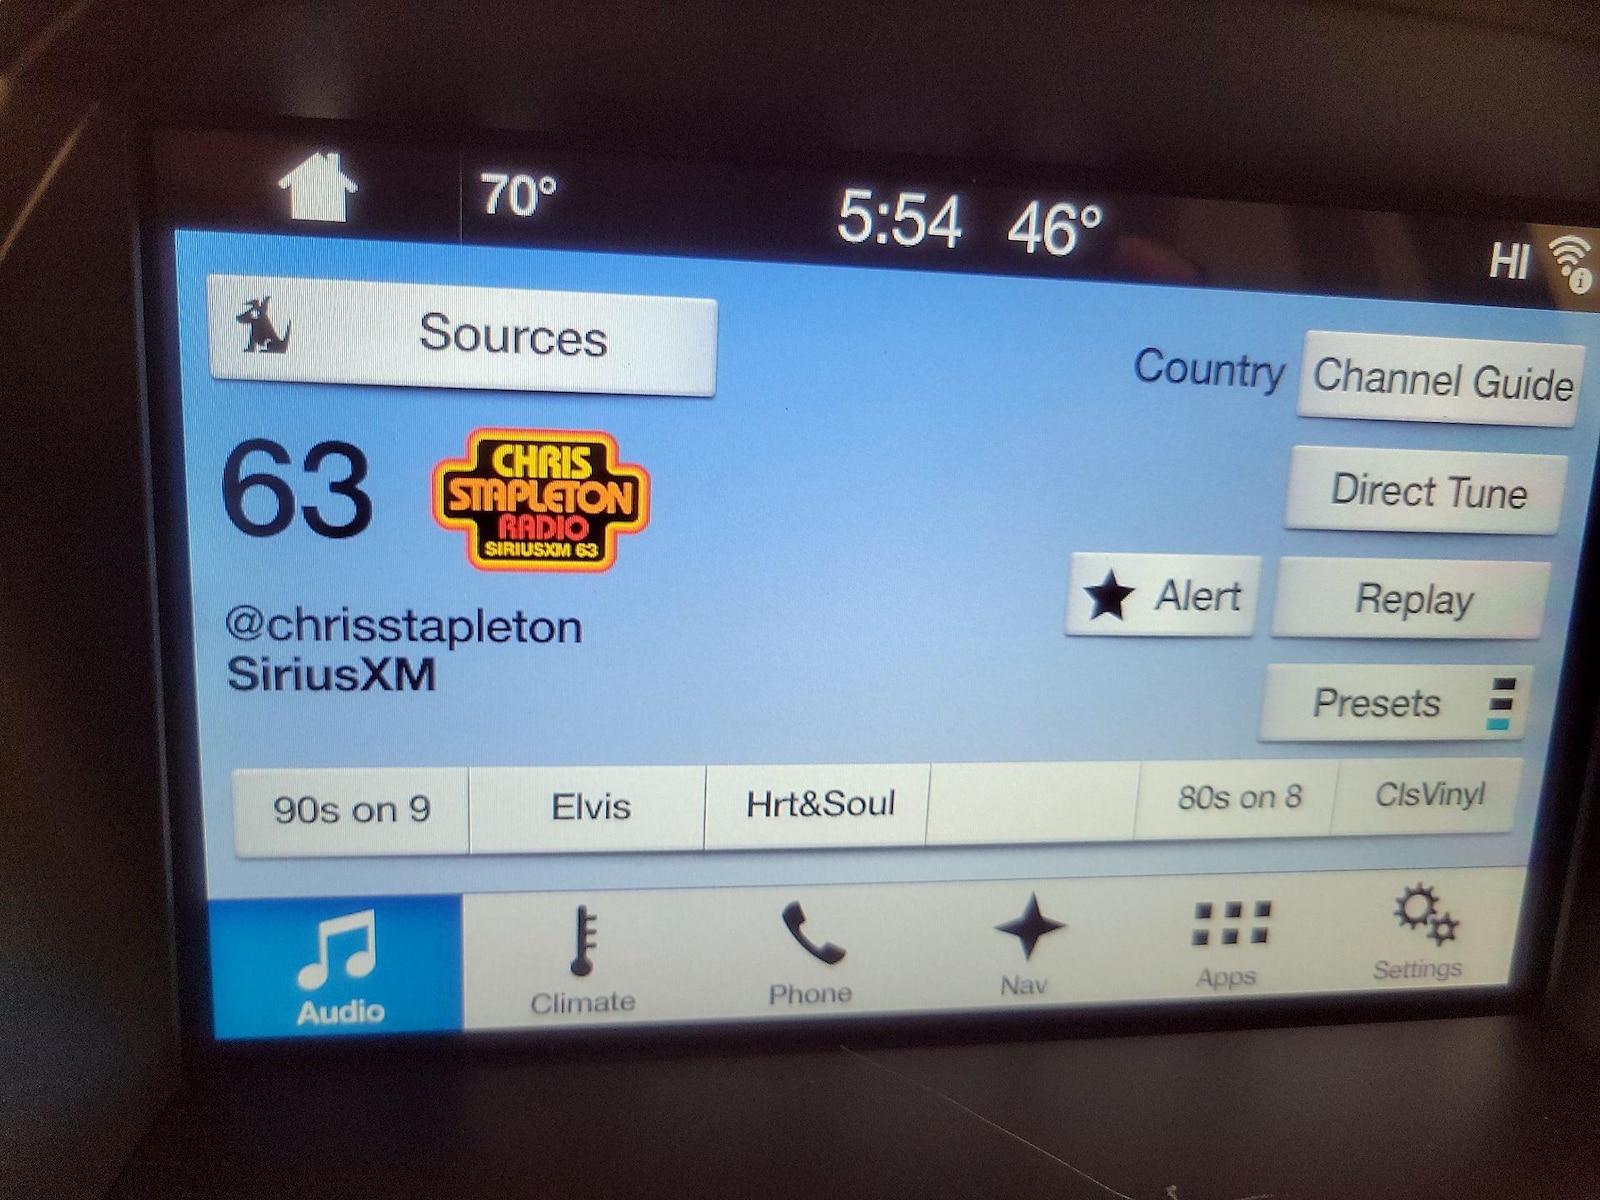 70° 5:54 46° HI
Sources
Country Channel Guide
63
CHRIS
STAPLETON
RADIO
SIRIUSXM 63
Direct Tune
Alert Replay
@chrisstapleton
SiriusXM
Presets
90s on 9 Elvis Hrt&Soul 80s on 8 ClsVinyl
Audio Climate Phone Nav Apps Settings